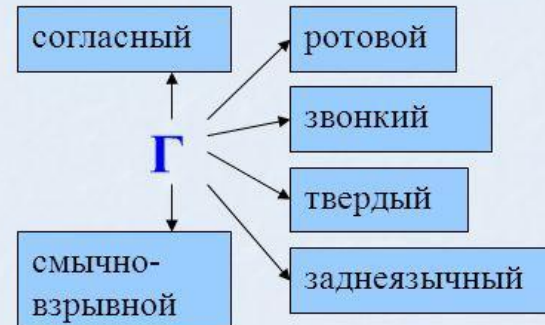 согласный
ротовой
звонкий
Г
твердый
смычно-
взрывной
заднеязычный